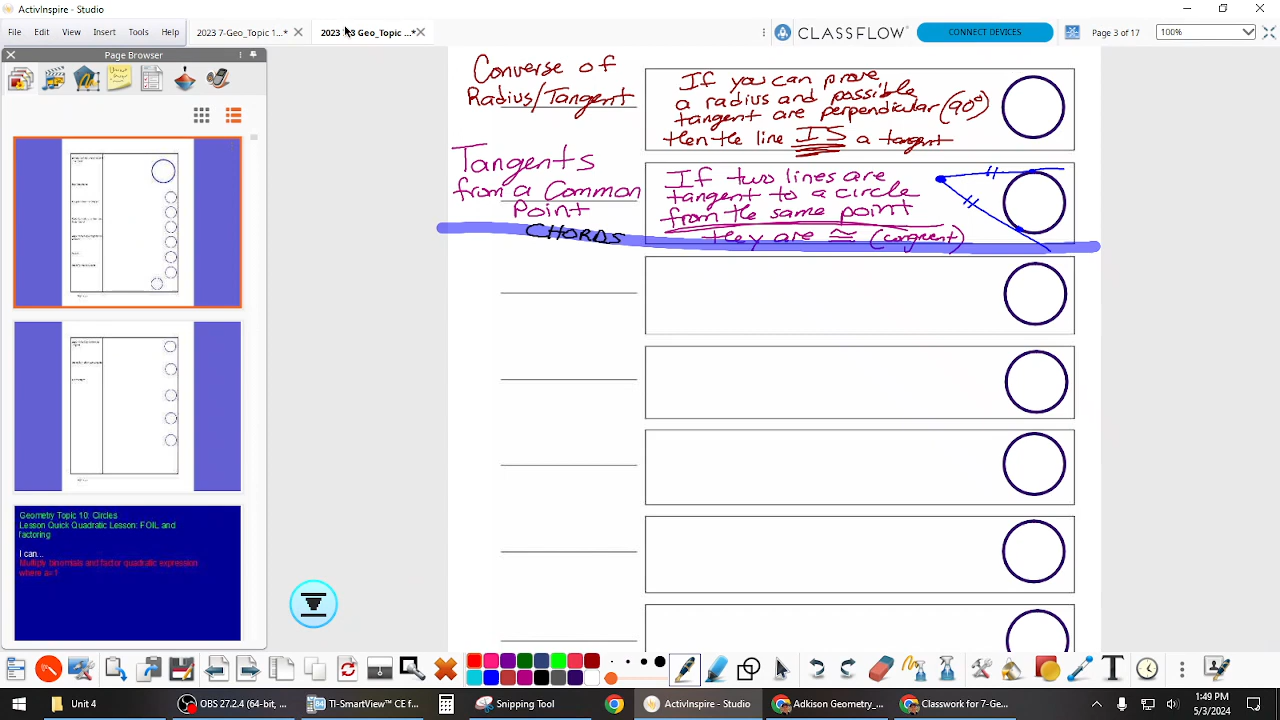 ActivInspire - Studio
File Edit View Insert Tools Help
2023 7-Geo_Topic 10...*
CLASSFLOW
CONNECT DEVICES
Page 3 of 17
100%
Page Browser
Converse of
Radius/Tangent
If you can prove
a radius and possible
tangent are perpendicular (90°)
then the line IS a tangent
Tangents
from a Common
Point
If two lines are
tangent to a circle
from the same point
they are ≅ (congruent)
CHORDS
Geometry Topic 10: Circles
Lesson Quick Quadratic Lesson: FOIL and
factoring
I can...
Multiply binomials and factor quadratic expression
where a=1
Unit 4
OBS 27.2.4 (64-bit, ...
TI-SmartView™ CE F...
Snipping Tool
ActivInspire - Studio
Adkison Geometry ...
Classwork for 7-Ge...
1:49 PM
5/3/2024